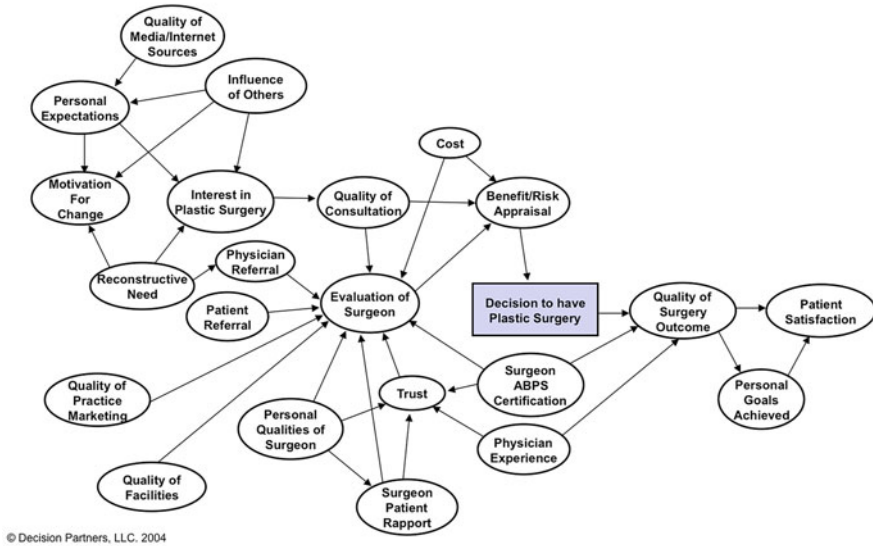 Quality of
Media/Internet
Sources
Influence
of Others
Personal
Expectations
Cost
Motivation
For
Change
Interest in
Plastic Surgery
Quality of
Consultation
Benefit/Risk
Appraisal
Physician
Referral
Reconstructive
Need
Evaluation of
Surgeon
Patient
Referral
Decision to have
Plastic Surgery
Quality of
Surgery
Outcome
Patient
Satisfaction
Quality of
Practice
Marketing
Trust
Surgeon
ABPS
Certification
Personal
Goals
Achieved
Personal
Qualities of
Surgeon
Physician
Experience
Quality of
Facilities
Surgeon
Patient
Rapport
© Decision Partners, LLC. 2004